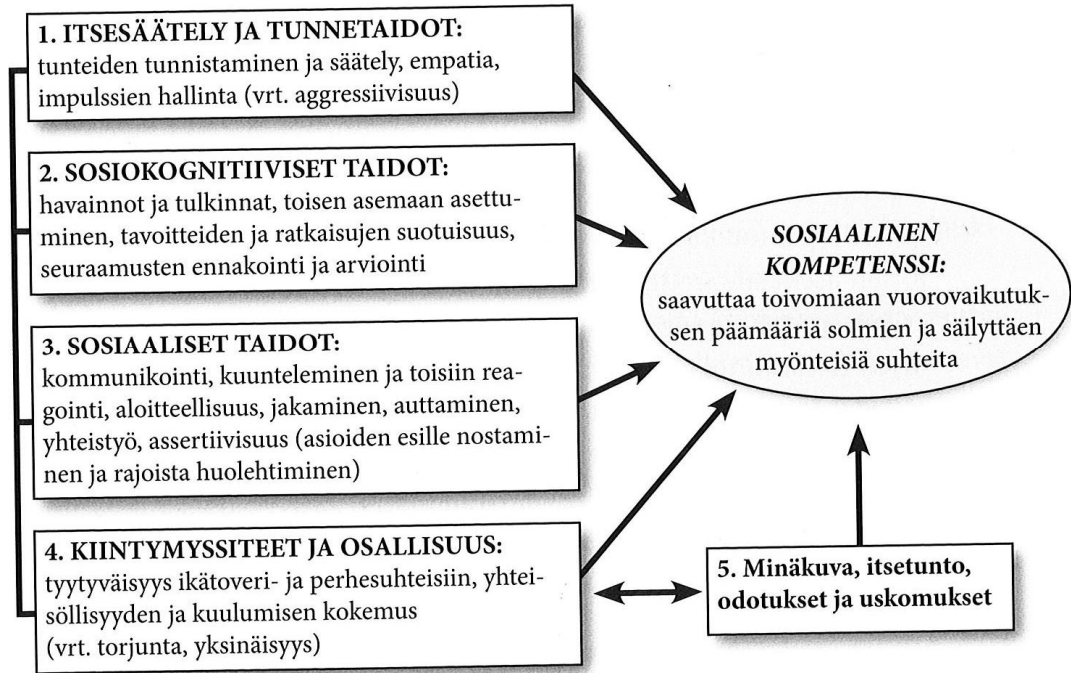 1. ITSESÄÄTELY JA TUNNETAIDOT:
tunteiden tunnistaminen ja säätely, empatia,
impulssien hallinta (vrt. aggressiivisuus)
2. SOSIOKOGNITIIVISET TAIDOT:
havainnot ja tulkinnat, toisen asemaan asettu-
minen, tavoitteiden ja ratkaisujen suotuisuus,
seuraamusten ennakointi ja arviointi
3. SOSIAALISET TAIDOT:
kommunikointi, kuunteleminen ja toisiin rea-
gointi, aloitteellisuus, jakaminen, auttaminen,
yhteistyö, assertiivisuus (asioiden esille nostami-
nen ja rajoista huolehtiminen)
4. KIINTYMYSSITEET JA OSALLISUUS:
tyytyväisyys ikätoveri- ja perhesuhteisiin, yhtei-
söllisyyden ja kuulumisen kokemus
(vrt. torjunta, yksinäisyys)
SOSIAALINEN
KOMPETENSSI:
saavuttaa toivomiaan vuorovaikutuk-
sen päämääriä solmien ja säilyttäen
myönteisiä suhteita
5. Minäkuva, itsetunto,
odotukset ja uskomukset